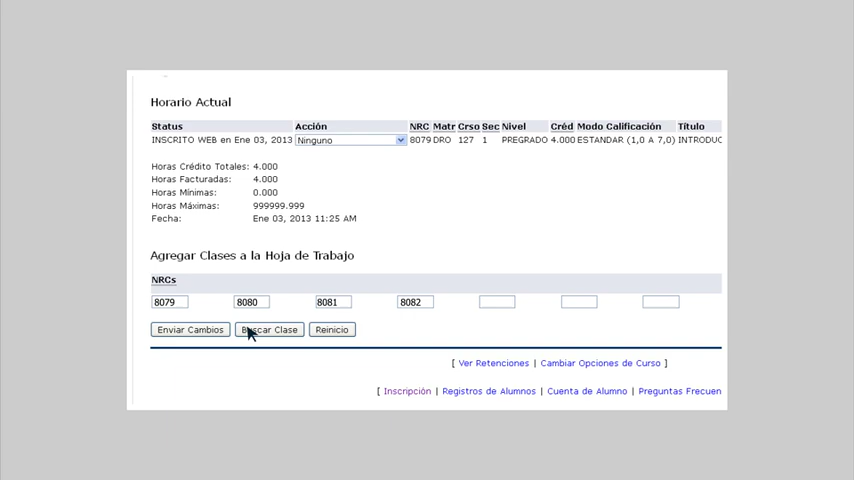 Horario Actual
Status Acción NRC Matr Crso Sec Nivel Créd Modo Calificación Título
INSCRITO WEB en Ene 03, 2013 Ninguno 8079 DRO 127 1 PREGRADO 4.000 ESTANDAR (1,0 A 7,0) INTRODUC
Horas Crédito Totales: 4.000
Horas Facturadas: 4.000
Horas Mínimas: 0.000
Horas Máximas: 999999.999
Fecha: Ene 03, 2013 11:25 AM
Agregar Clases a la Hoja de Trabajo
NRCs
8079 8080 8081 8082
Enviar Cambios Buscar Clase Reinicio
[ Ver Retenciones | Cambiar Opciones de Curso ]
[ Inscripción | Registros de Alumnos | Cuenta de Alumno | Preguntas Frecuen